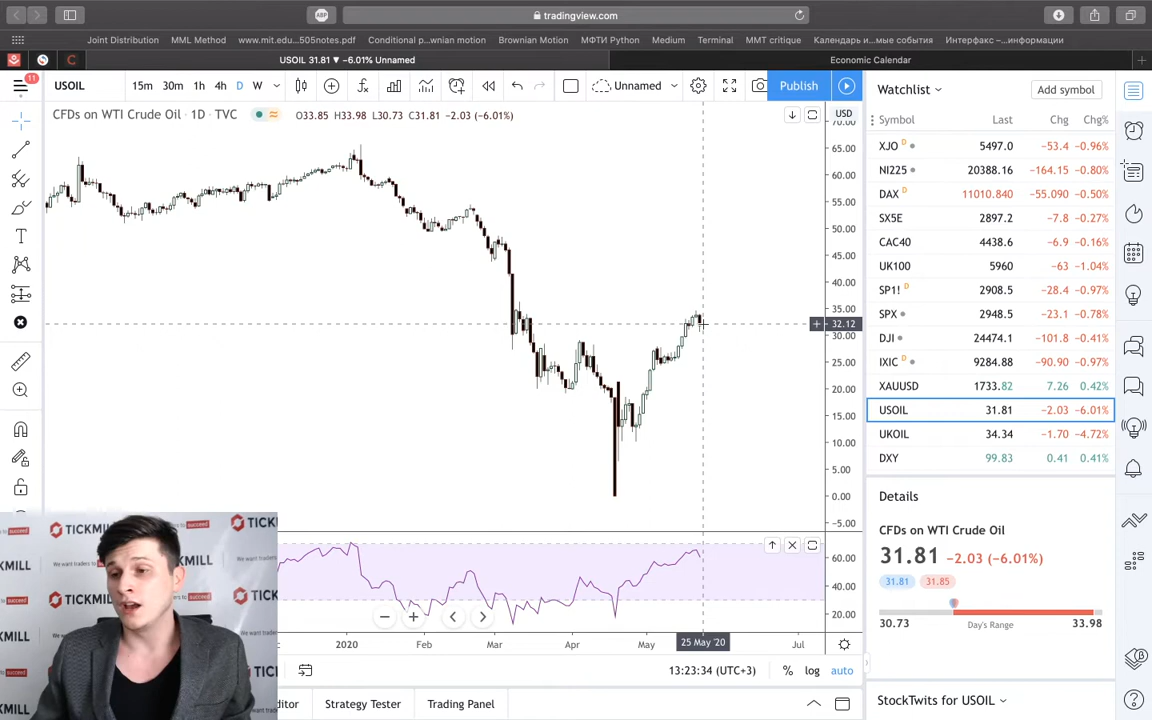 ABP
tradingview.com
Joint Distribution MML Method www.mit.edu...505notes.pdf Conditional p...wnian motion Brownian Motion МФТИ Python Medium Terminal MMT critique Календарь и...мые события Интерфакс –...информации
USOIL 31.81 ▼ −6.01% Unnamed
Economic Calendar
11
USOIL 15m 30m 1h 4h D W Unnamed Publish
CFDs on WTI Crude Oil · 1D · TVC
O33.85 H33.98 L30.73 C31.81 −2.03 (−6.01%)
USD
70.00
65.00
60.00
55.00
50.00
45.00
40.00
35.00
32.12
30.00
25.00
20.00
15.00
10.00
5.00
0.00
−5.00
60.00
40.00
20.00
2020 Feb Mar Apr May 25 May '20 Jul
13:23:34 (UTC+3) % log auto
itor Strategy Tester Trading Panel
Watchlist Add symbol
Symbol Last Chg Chg%
XJO D 5497.0 −53.4 −0.96%
NI225 20388.16 −164.15 −0.80%
DAX D 11010.840 −55.090 −0.50%
SX5E 2897.2 −7.8 −0.27%
CAC40 4438.6 −6.9 −0.16%
UK100 5960 −63 −1.04%
SP1! D 2908.5 −28.4 −0.97%
SPX 2948.5 −23.1 −0.78%
DJI 24474.1 −101.8 −0.41%
IXIC 9284.88 −90.90 −0.97%
XAUUSD 1733.82 7.26 0.42%
USOIL 31.81 −2.03 −6.01%
UKOIL 34.34 −1.70 −4.72%
DXY 99.83 0.41 0.41%
Details
CFDs on WTI Crude Oil
31.81 −2.03 (−6.01%)
31.81 31.85
30.73 Day's Range 33.98
StockTwits for USOIL
TICKMILL
TICKM
MILL
TICKM
TICKM